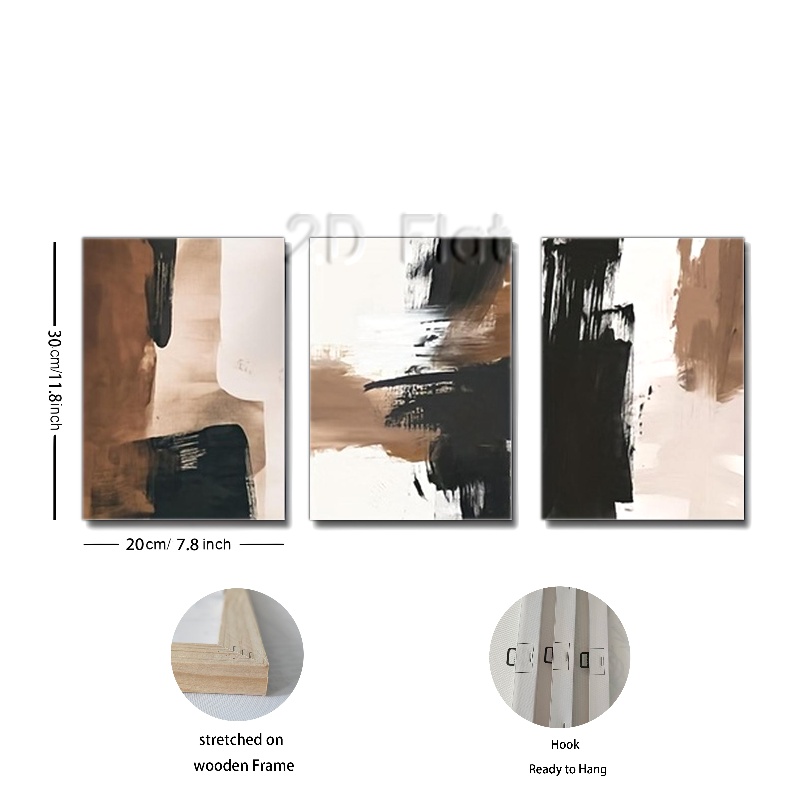 2D Flat
30cm/11.8inch
20cm/ 7.8 inch
stretched on
wooden Frame
Hook
Ready to Hang